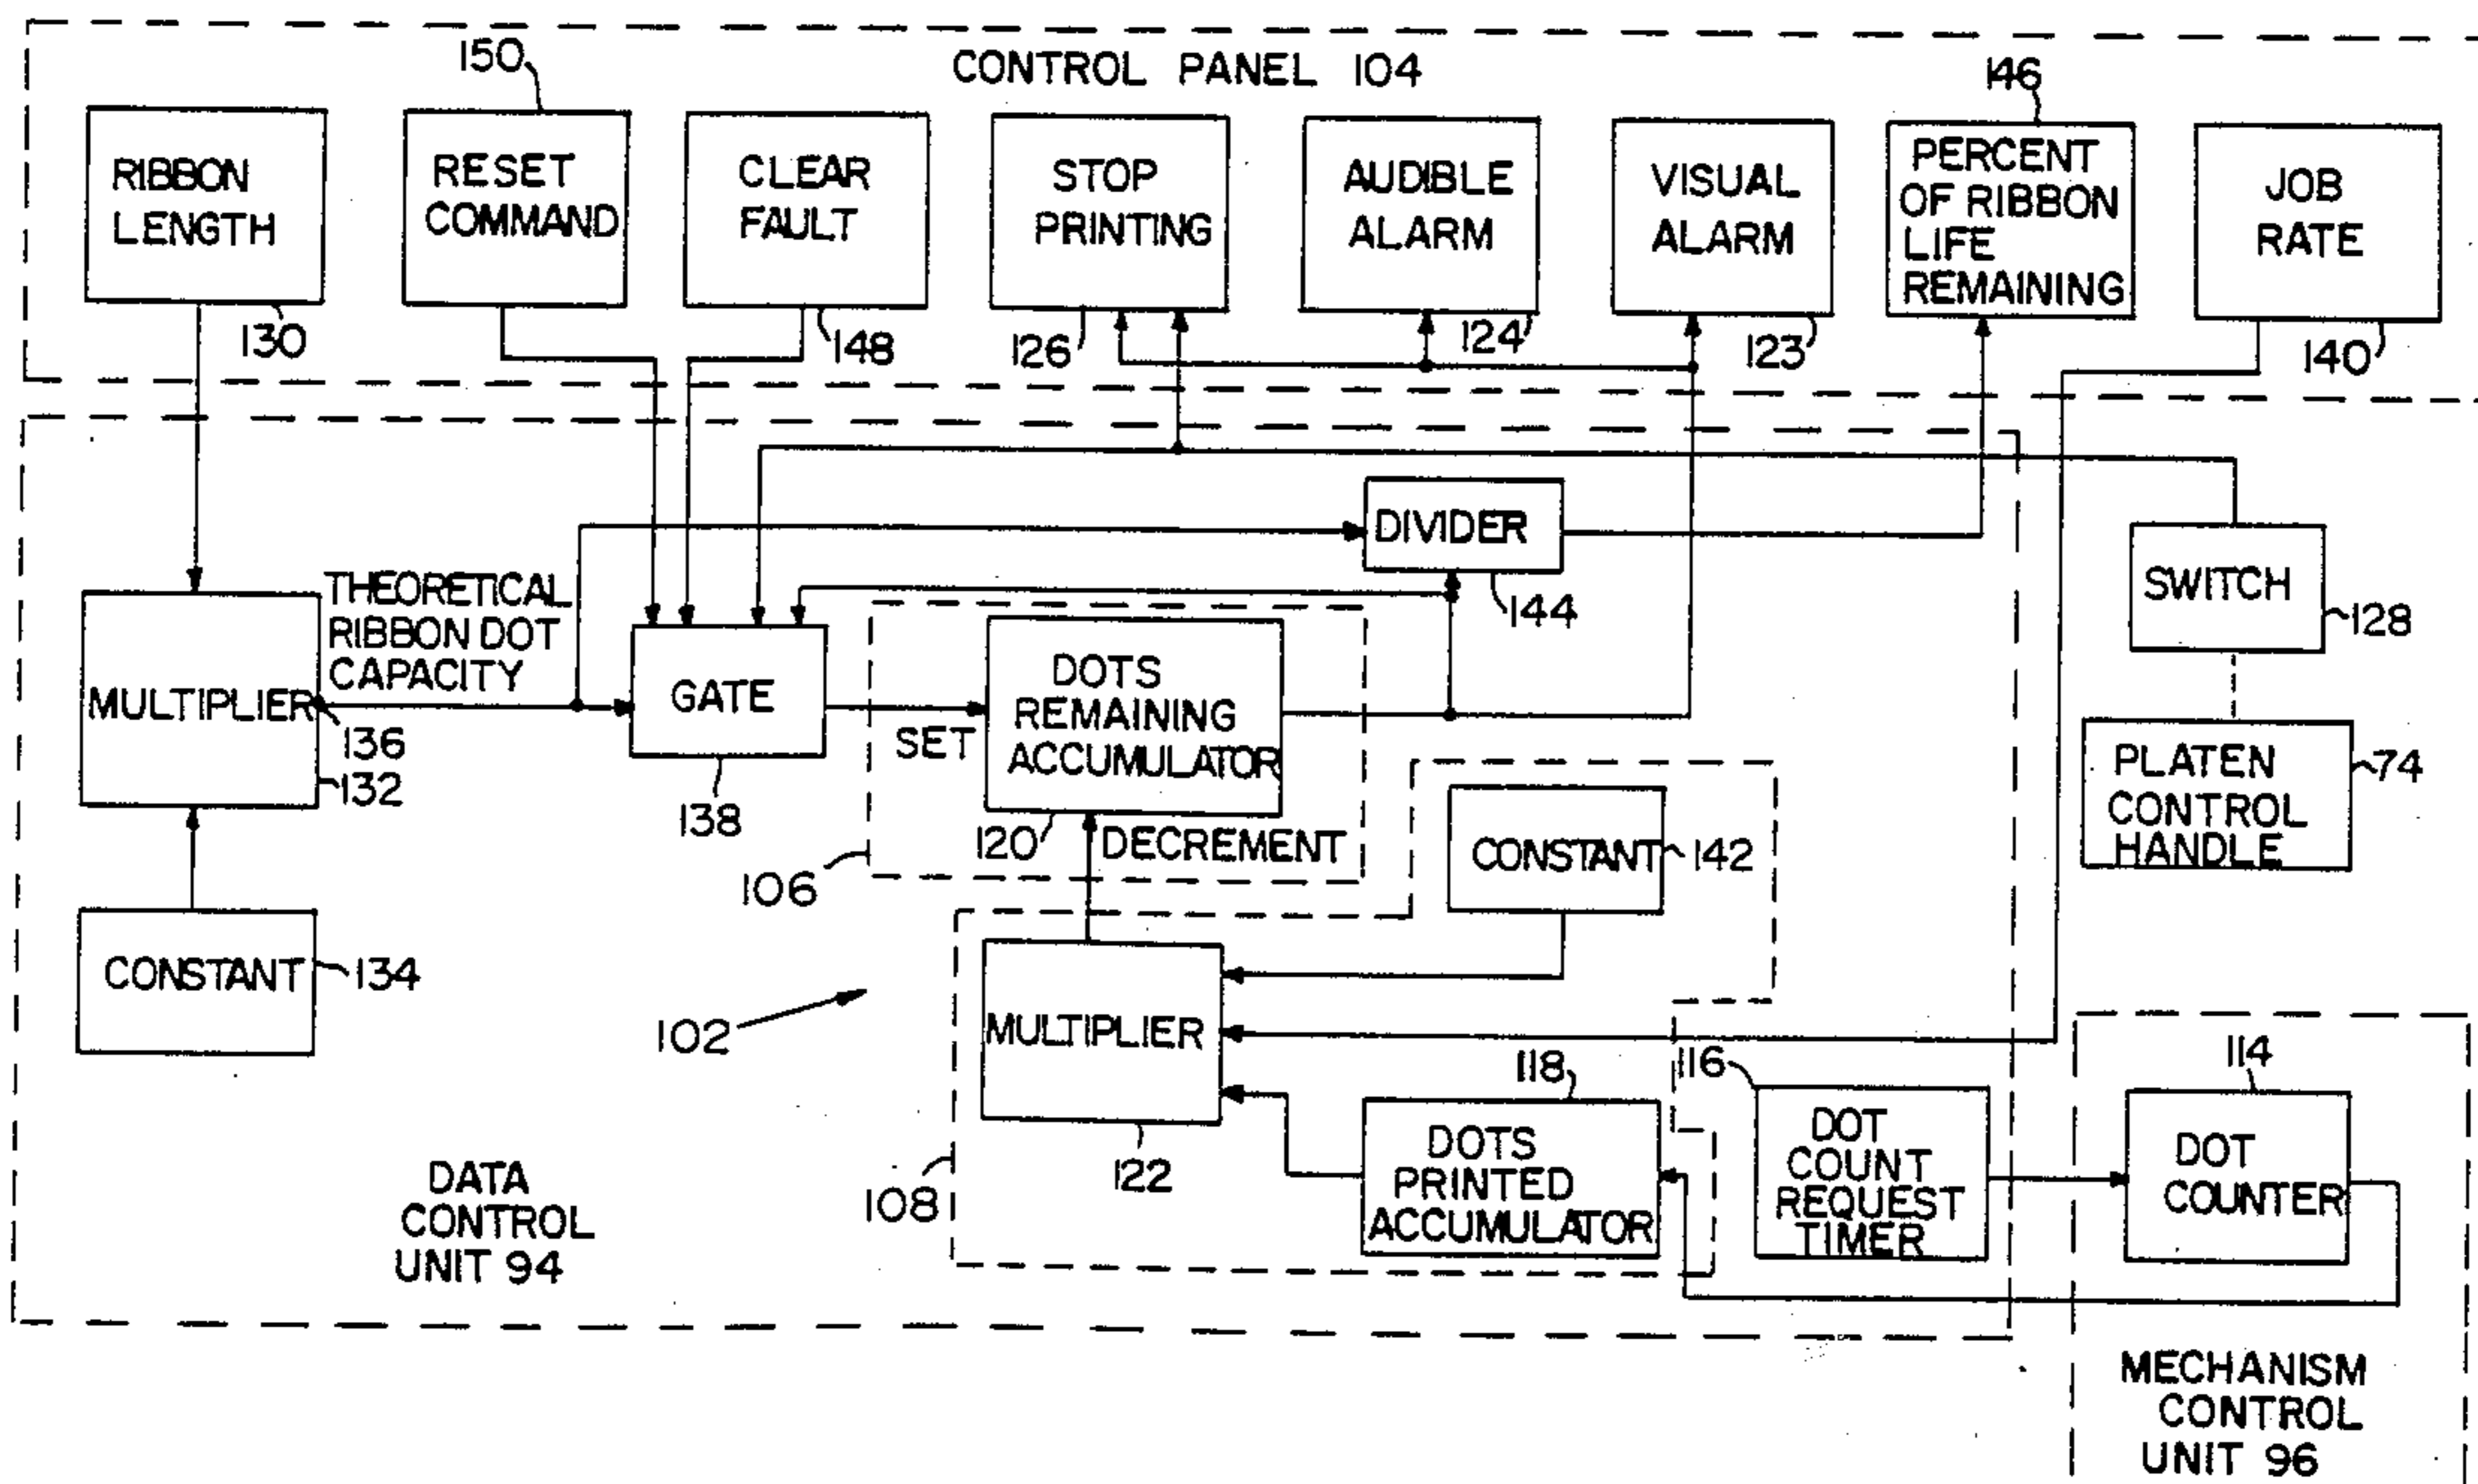 CONTROL PANEL 104
150
146
RIBBON
LENGTH
130
RESET
COMMAND
CLEAR
FAULT
148
STOP
PRINTING
126
AUDIBLE
ALARM
124
VISUAL
ALARM
123
PERCENT
OF RIBBON
LIFE
REMAINING
JOB
RATE
140
DIVIDER
144
SWITCH
128
THEORETICAL
RIBBON DOT
CAPACITY
MULTIPLIER
136
132
GATE
138
SET
DOTS
REMAINING
ACCUMULATOR
120
DECREMENT
106
PLATEN
CONTROL
HANDLE
74
CONSTANT
142
CONSTANT
134
102
MULTIPLIER
122
108
118
DOTS
PRINTED
ACCUMULATOR
116
DOT
COUNT
REQUEST
TIMER
114
DOT
COUNTER
DATA
CONTROL
UNIT 94
MECHANISM
CONTROL
UNIT 96